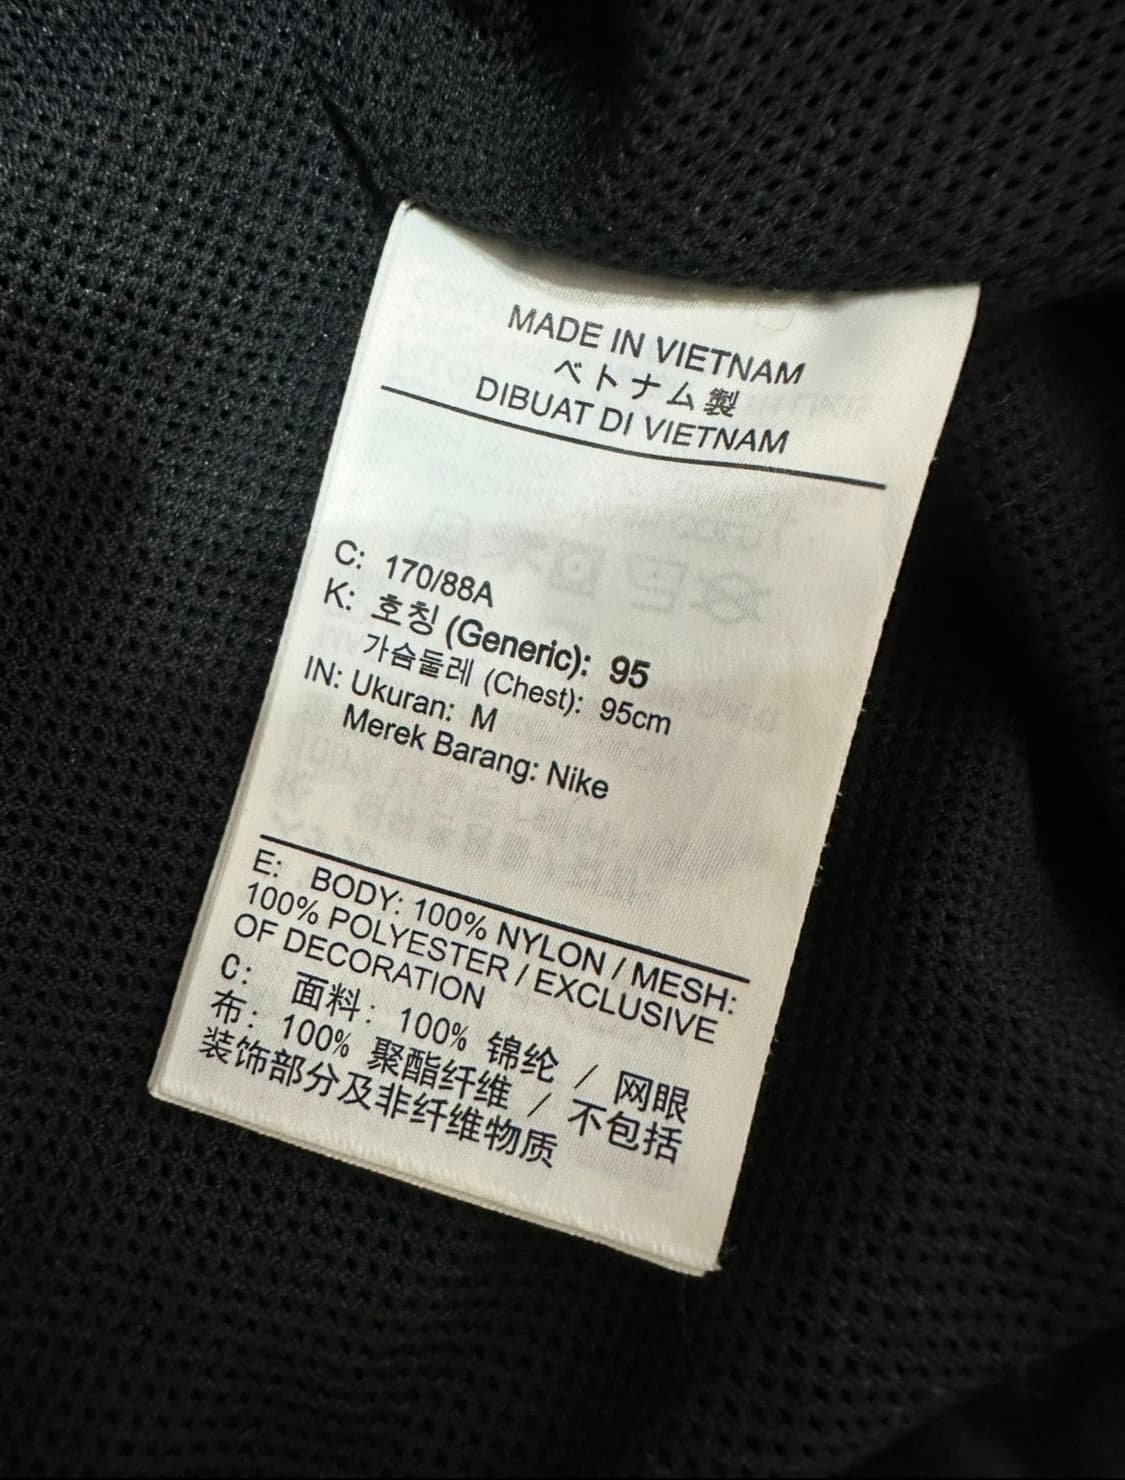 MADE IN VIETNAM
ベトナム製
DIBUAT DI VIETNAM
C: 170/88A
K: 호칭 (Generic): 95
가슴둘레 (Chest): 95cm
IN: Ukuran: M
Merek Barang: Nike
E: BODY: 100% NYLON / MESH:
100% POLYESTER / EXCLUSIVE
OF DECORATION
C: 面料: 100% 锦纶 / 网眼
布: 100% 聚酯纤维 / 不包括
装饰部分及非纤维物质